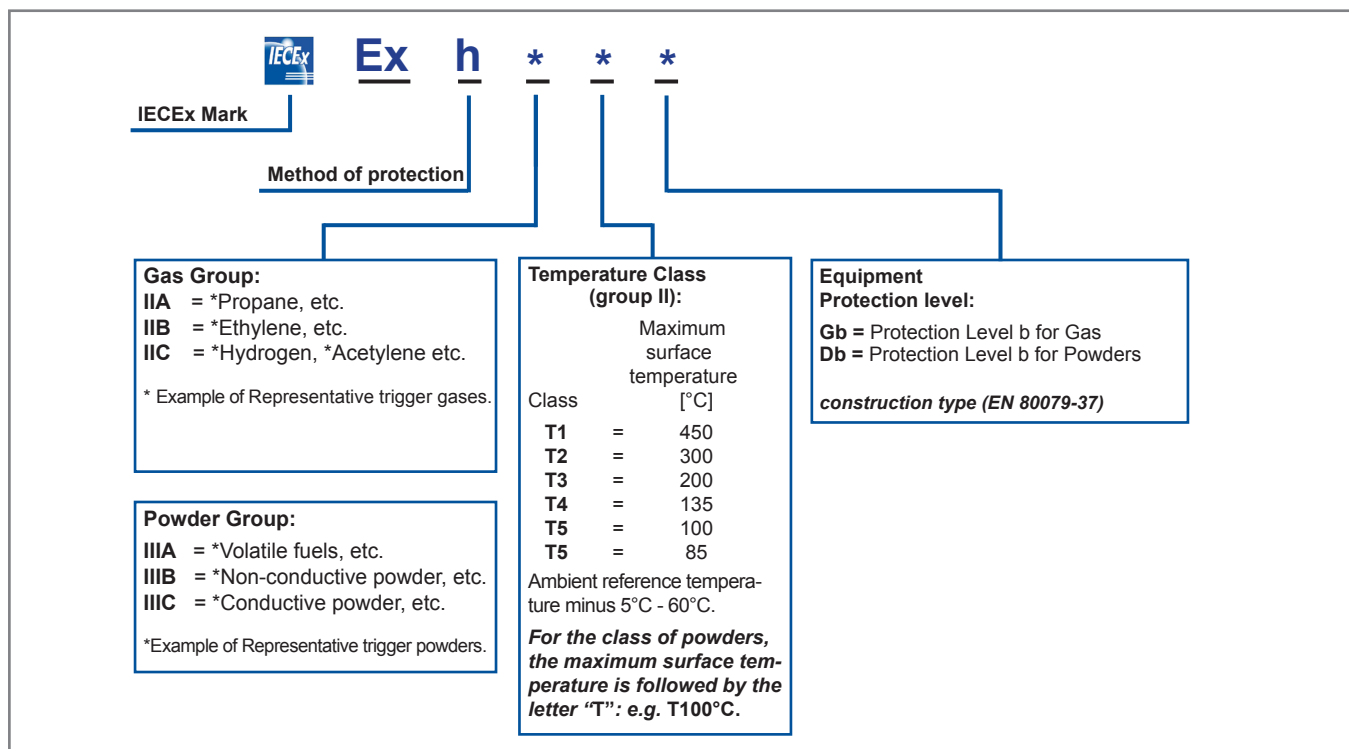 IECEx Ex h * * *
IECEx Mark
Method of protection
Gas Group:
IIA = *Propane, etc.
IIB = *Ethylene, etc.
IIC = *Hydrogen, *Acetylene etc.
* Example of Representative trigger gases.
Powder Group:
IIIA = *Volatile fuels, etc.
IIIB = *Non-conductive powder, etc.
IIIC = *Conductive powder, etc.
*Example of Representative trigger powders.
Temperature Class
(group II):
Maximum
surface
temperature
Class [°C]
T1 = 450
T2 = 300
T3 = 200
T4 = 135
T5 = 100
T5 = 85
Ambient reference tempera-
ture minus 5°C - 60°C.
For the class of powders,
the maximum surface tem-
perature is followed by the
letter “T”: e.g. T100°C.
Equipment
Protection level:
Gb = Protection Level b for Gas
Db = Protection Level b for Powders
construction type (EN 80079-37)